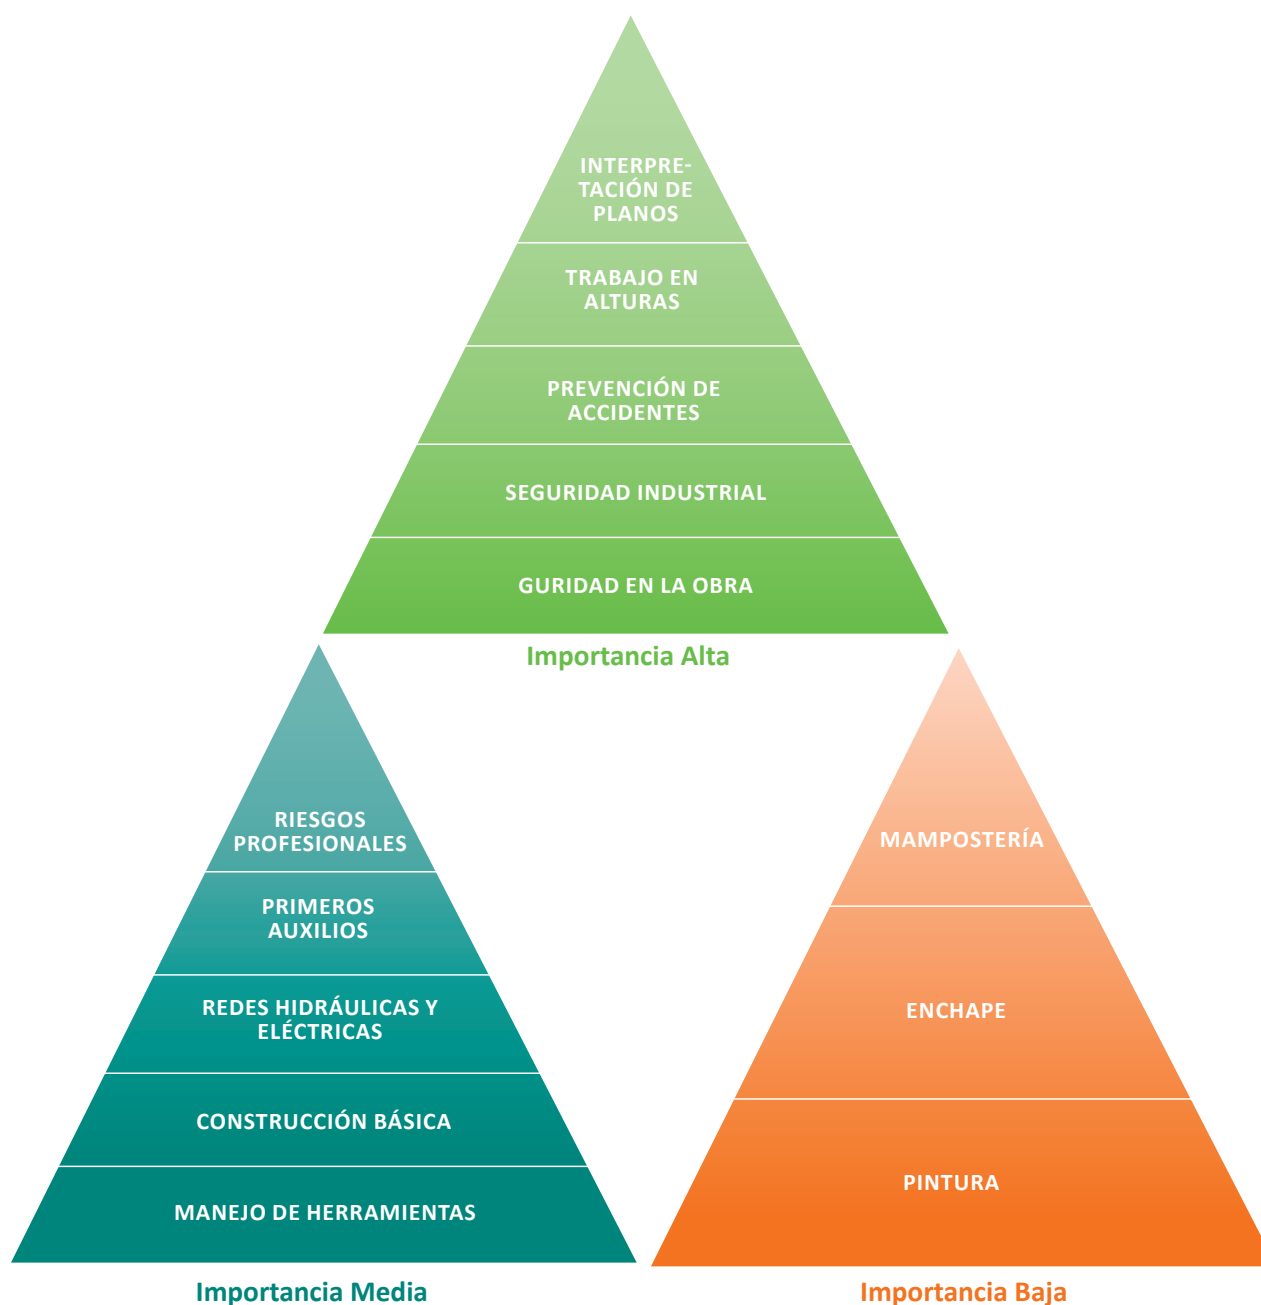 INTERPRE-
TACIÓN DE
PLANOS
TRABAJO EN
ALTURAS
PREVENCIÓN DE
ACCIDENTES
SEGURIDAD INDUSTRIAL
GURIDAD EN LA OBRA
Importancia Alta
RIESGOS
PROFESIONALES
PRIMEROS
AUXILIOS
REDES HIDRÁULICAS Y
ELÉCTRICAS
CONSTRUCCIÓN BÁSICA
MANEJO DE HERRAMIENTAS
Importancia Media
MAMPOSTERÍA
ENCHAPE
PINTURA
Importancia Baja